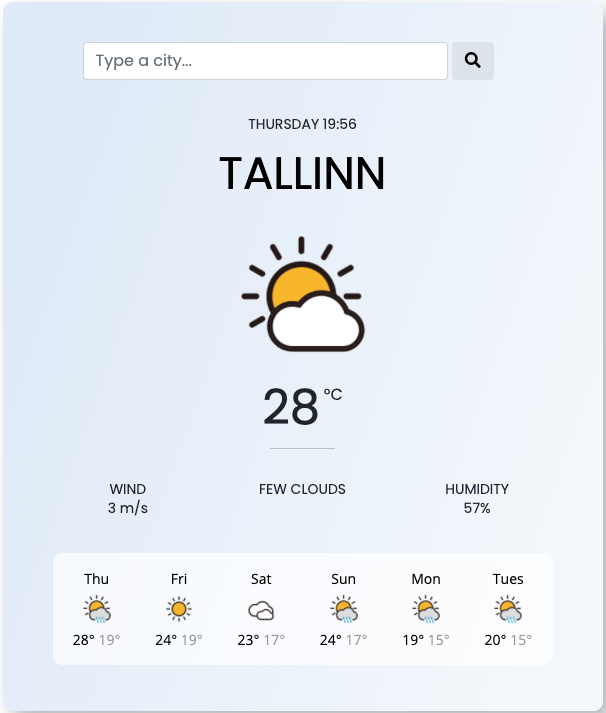 Type a city...
THURSDAY 19:56
TALLINN
28 °C
WIND FEW CLOUDS HUMIDITY
3 m/s 57%
Thu Fri Sat Sun Mon Tues
28° 19° 24° 19° 23° 17° 24° 17° 19° 15° 20° 15°